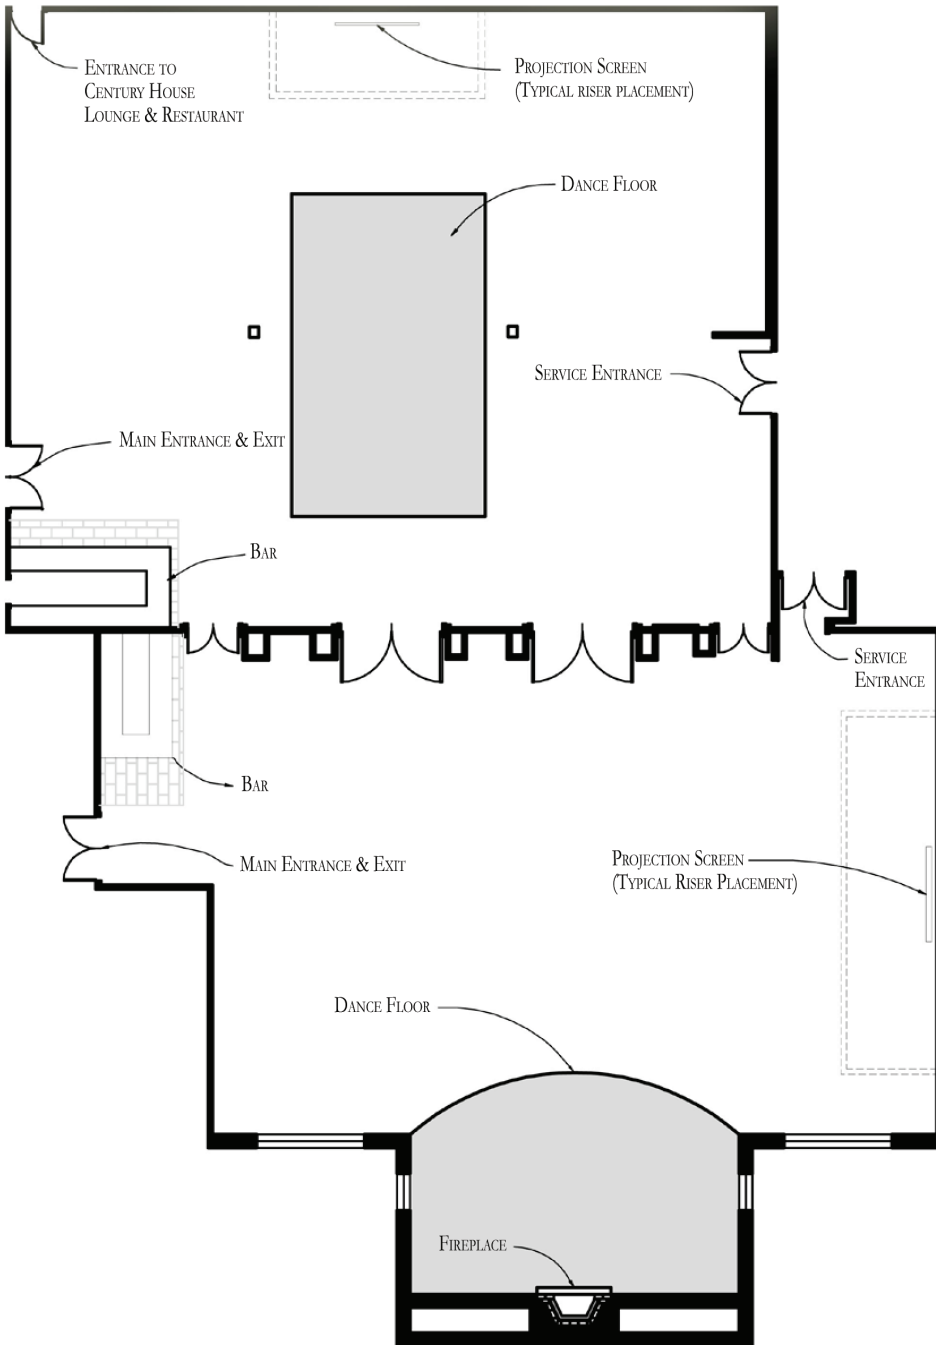 Entrance to
Century House
Lounge & Restaurant
Projection Screen
(Typical riser placement)
Dance Floor
Service Entrance
Main Entrance & Exit
Bar
Service
Entrance
Bar
Main Entrance & Exit
Projection Screen
(Typical Riser Placement)
Dance Floor
Fireplace